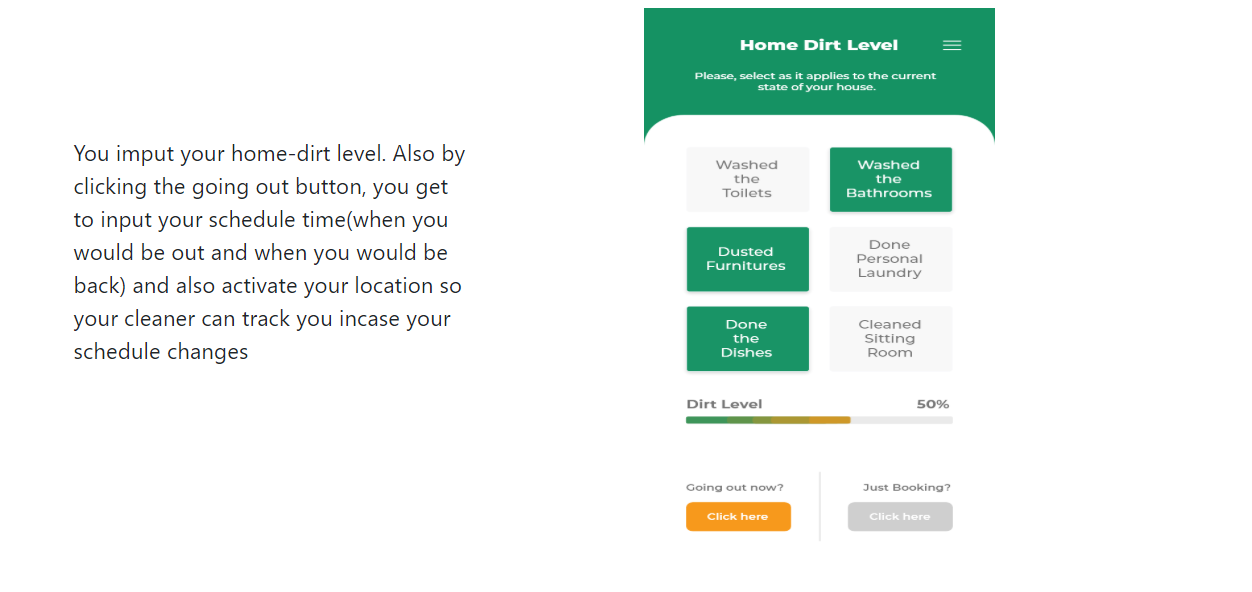 You imput your home-dirt level. Also by
clicking the going out button, you get
to input your schedule time(when you
would be out and when you would be
back) and also activate your location so
your cleaner can track you incase your
schedule changes
Home Dirt Level
Please, select as it applies to the current
state of your house.
Washed
the
Toilets
Washed
the
Bathrooms
Dusted
Furnitures
Done
Personal
Laundry
Done
the
Dishes
Cleaned
Sitting
Room
Dirt Level 50%
Going out now? Just Booking?
Click here Click here